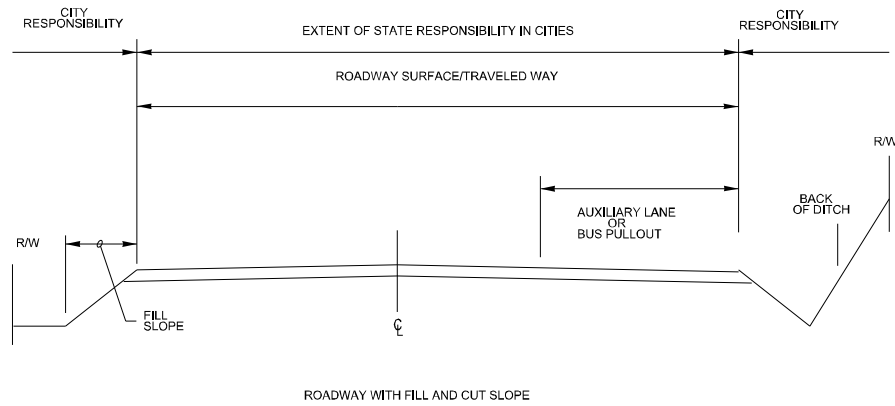 CITY
RESPONSIBILITY
EXTENT OF STATE RESPONSIBILITY IN CITIES
CITY
RESPONSIBILITY
ROADWAY SURFACE/TRAVELED WAY
R/W
AUXILIARY LANE
OR
BUS PULLOUT
BACK
OF DITCH
R/W
FILL
SLOPE
℄
ROADWAY WITH FILL AND CUT SLOPE